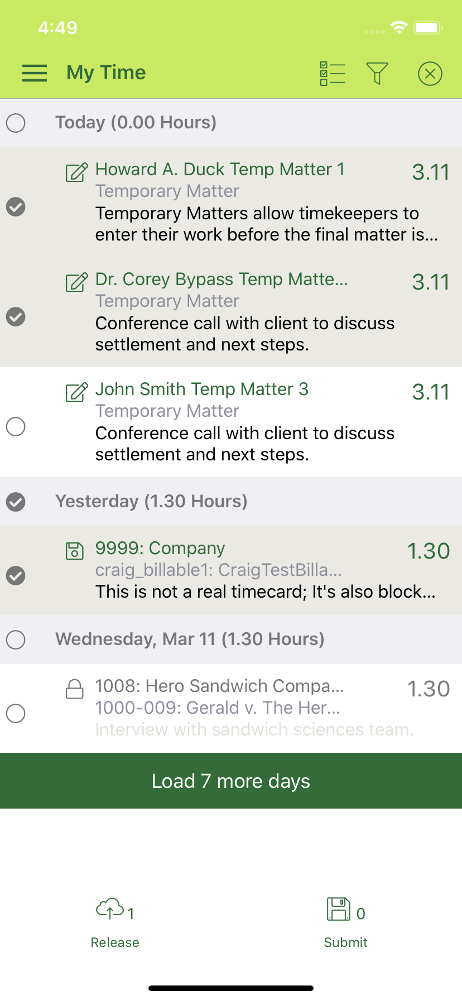 4:49
My Time
Today (0.00 Hours)
Howard A. Duck Temp Matter 1
3.11
Temporary Matter
Temporary Matters allow timekeepers to
enter their work before the final matter is...
Dr. Corey Bypass Temp Matte...
3.11
Temporary Matter
Conference call with client to discuss
settlement and next steps.
John Smith Temp Matter 3
3.11
Temporary Matter
Conference call with client to discuss
settlement and next steps.
Yesterday (1.30 Hours)
9999: Company
1.30
craig_billable1: CraigTestBilla...
This is not a real timecard; It's also block...
Wednesday, Mar 11 (1.30 Hours)
1008: Hero Sandwich Compa...
1.30
1000-009: Gerald v. The Her...
Interview with sandwich sciences team.
Load 7 more days
1
Release
0
Submit